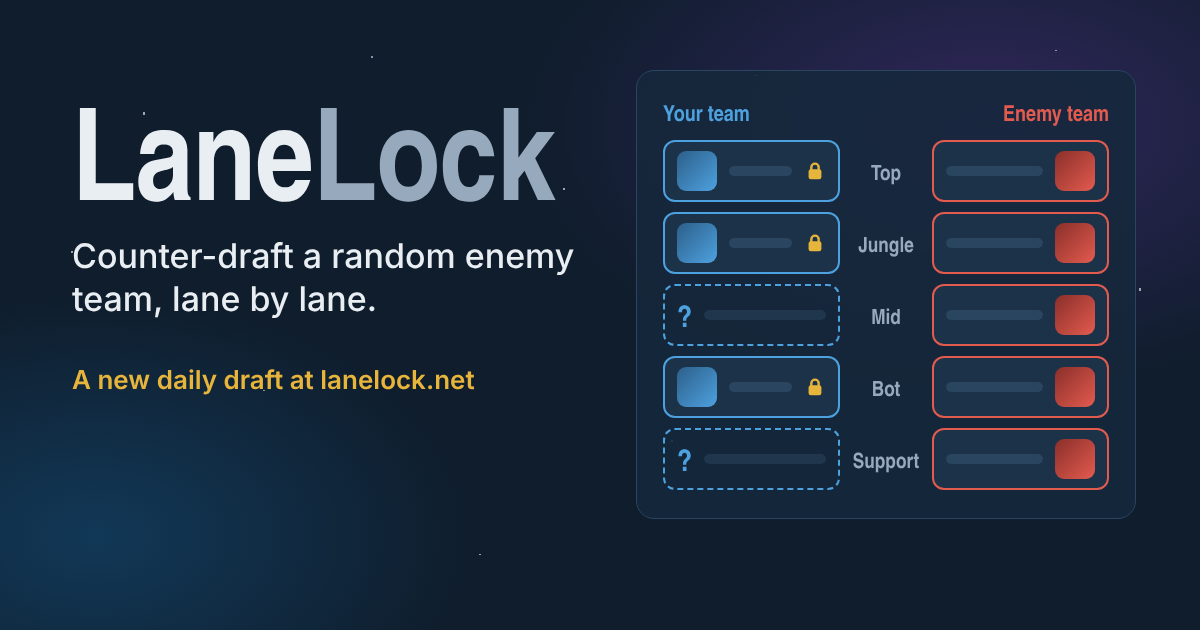 LaneLock
Counter-draft a random enemy
team, lane by lane.
A new daily draft at lanelock.net
Your team
Enemy team
Top
Jungle
?
Mid
Bot
?
Support